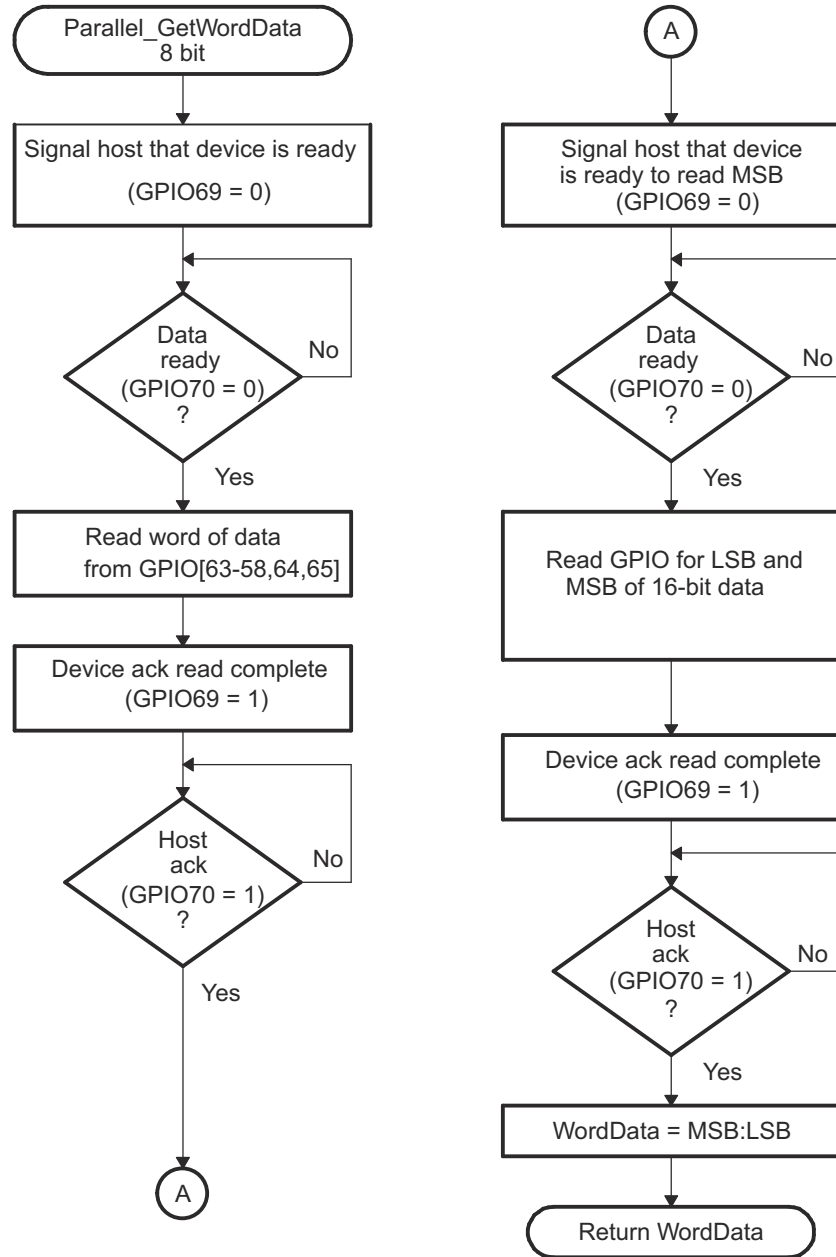 Parallel_GetWordData
8 bit
Signal host that device is ready
(GPIO69 = 0)
Data
ready
(GPIO70 = 0)
?
No
Yes
Read word of data
from GPIO[63-58,64,65]
Device ack read complete
(GPIO69 = 1)
Host
ack
(GPIO70 = 1)
?
No
Yes
A
A
Signal host that device
is ready to read MSB
(GPIO69 = 0)
Data
ready
(GPIO70 = 0)
?
No
Yes
Read GPIO for LSB and
MSB of 16-bit data
Device ack read complete
(GPIO69 = 1)
Host
ack
(GPIO70 = 1)
?
No
Yes
WordData = MSB:LSB
Return WordData